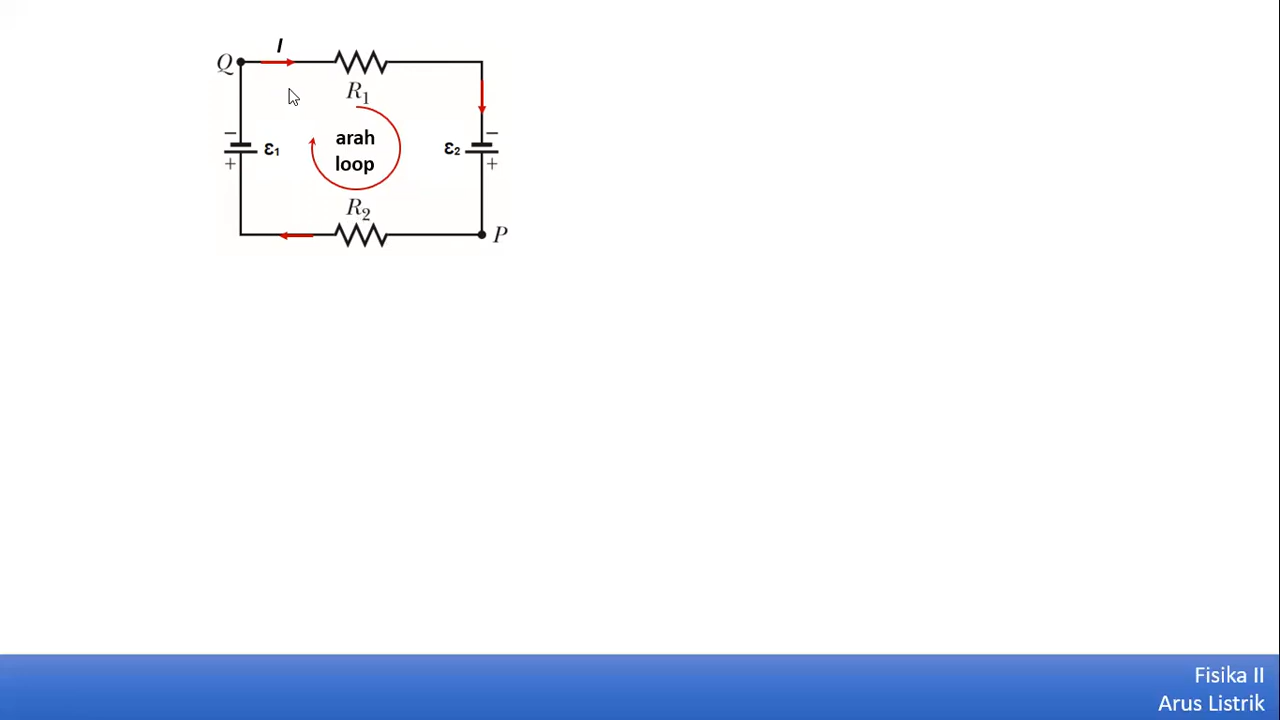 I
Q
R1
− −
ε1 arah ε2
loop
+ +
R2
P
Fisika II
Arus Listrik